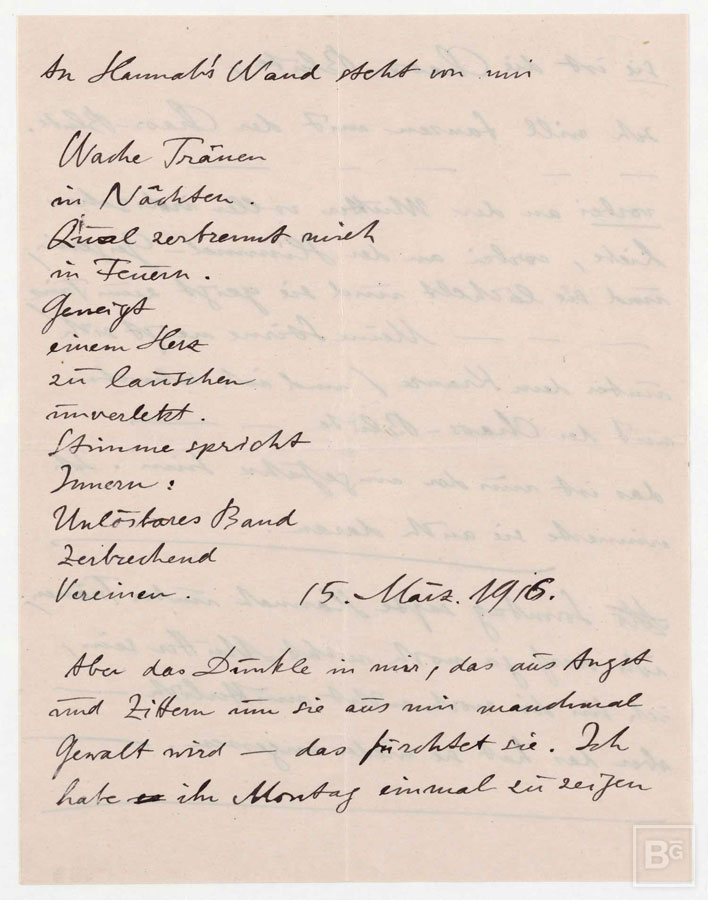 An Hannah's Wand steht von mir
Wache Tränen
in Nächten.
Qual zertrennt mich
in Feuern.
Geneigt
einem Herz
zu lauschen
unverletzt.
Stimme spricht
Innern:
Unlösbares Band
Zerbrechend
Vereinen. 15. März. 1916.
Aber das Dunkle in mir, das aus Angst
und Zittern um sie aus mir manchmal
Gewalt wird — das fürchtet sie. Ich
habe ihr Montag einmal zu zeigen
BG